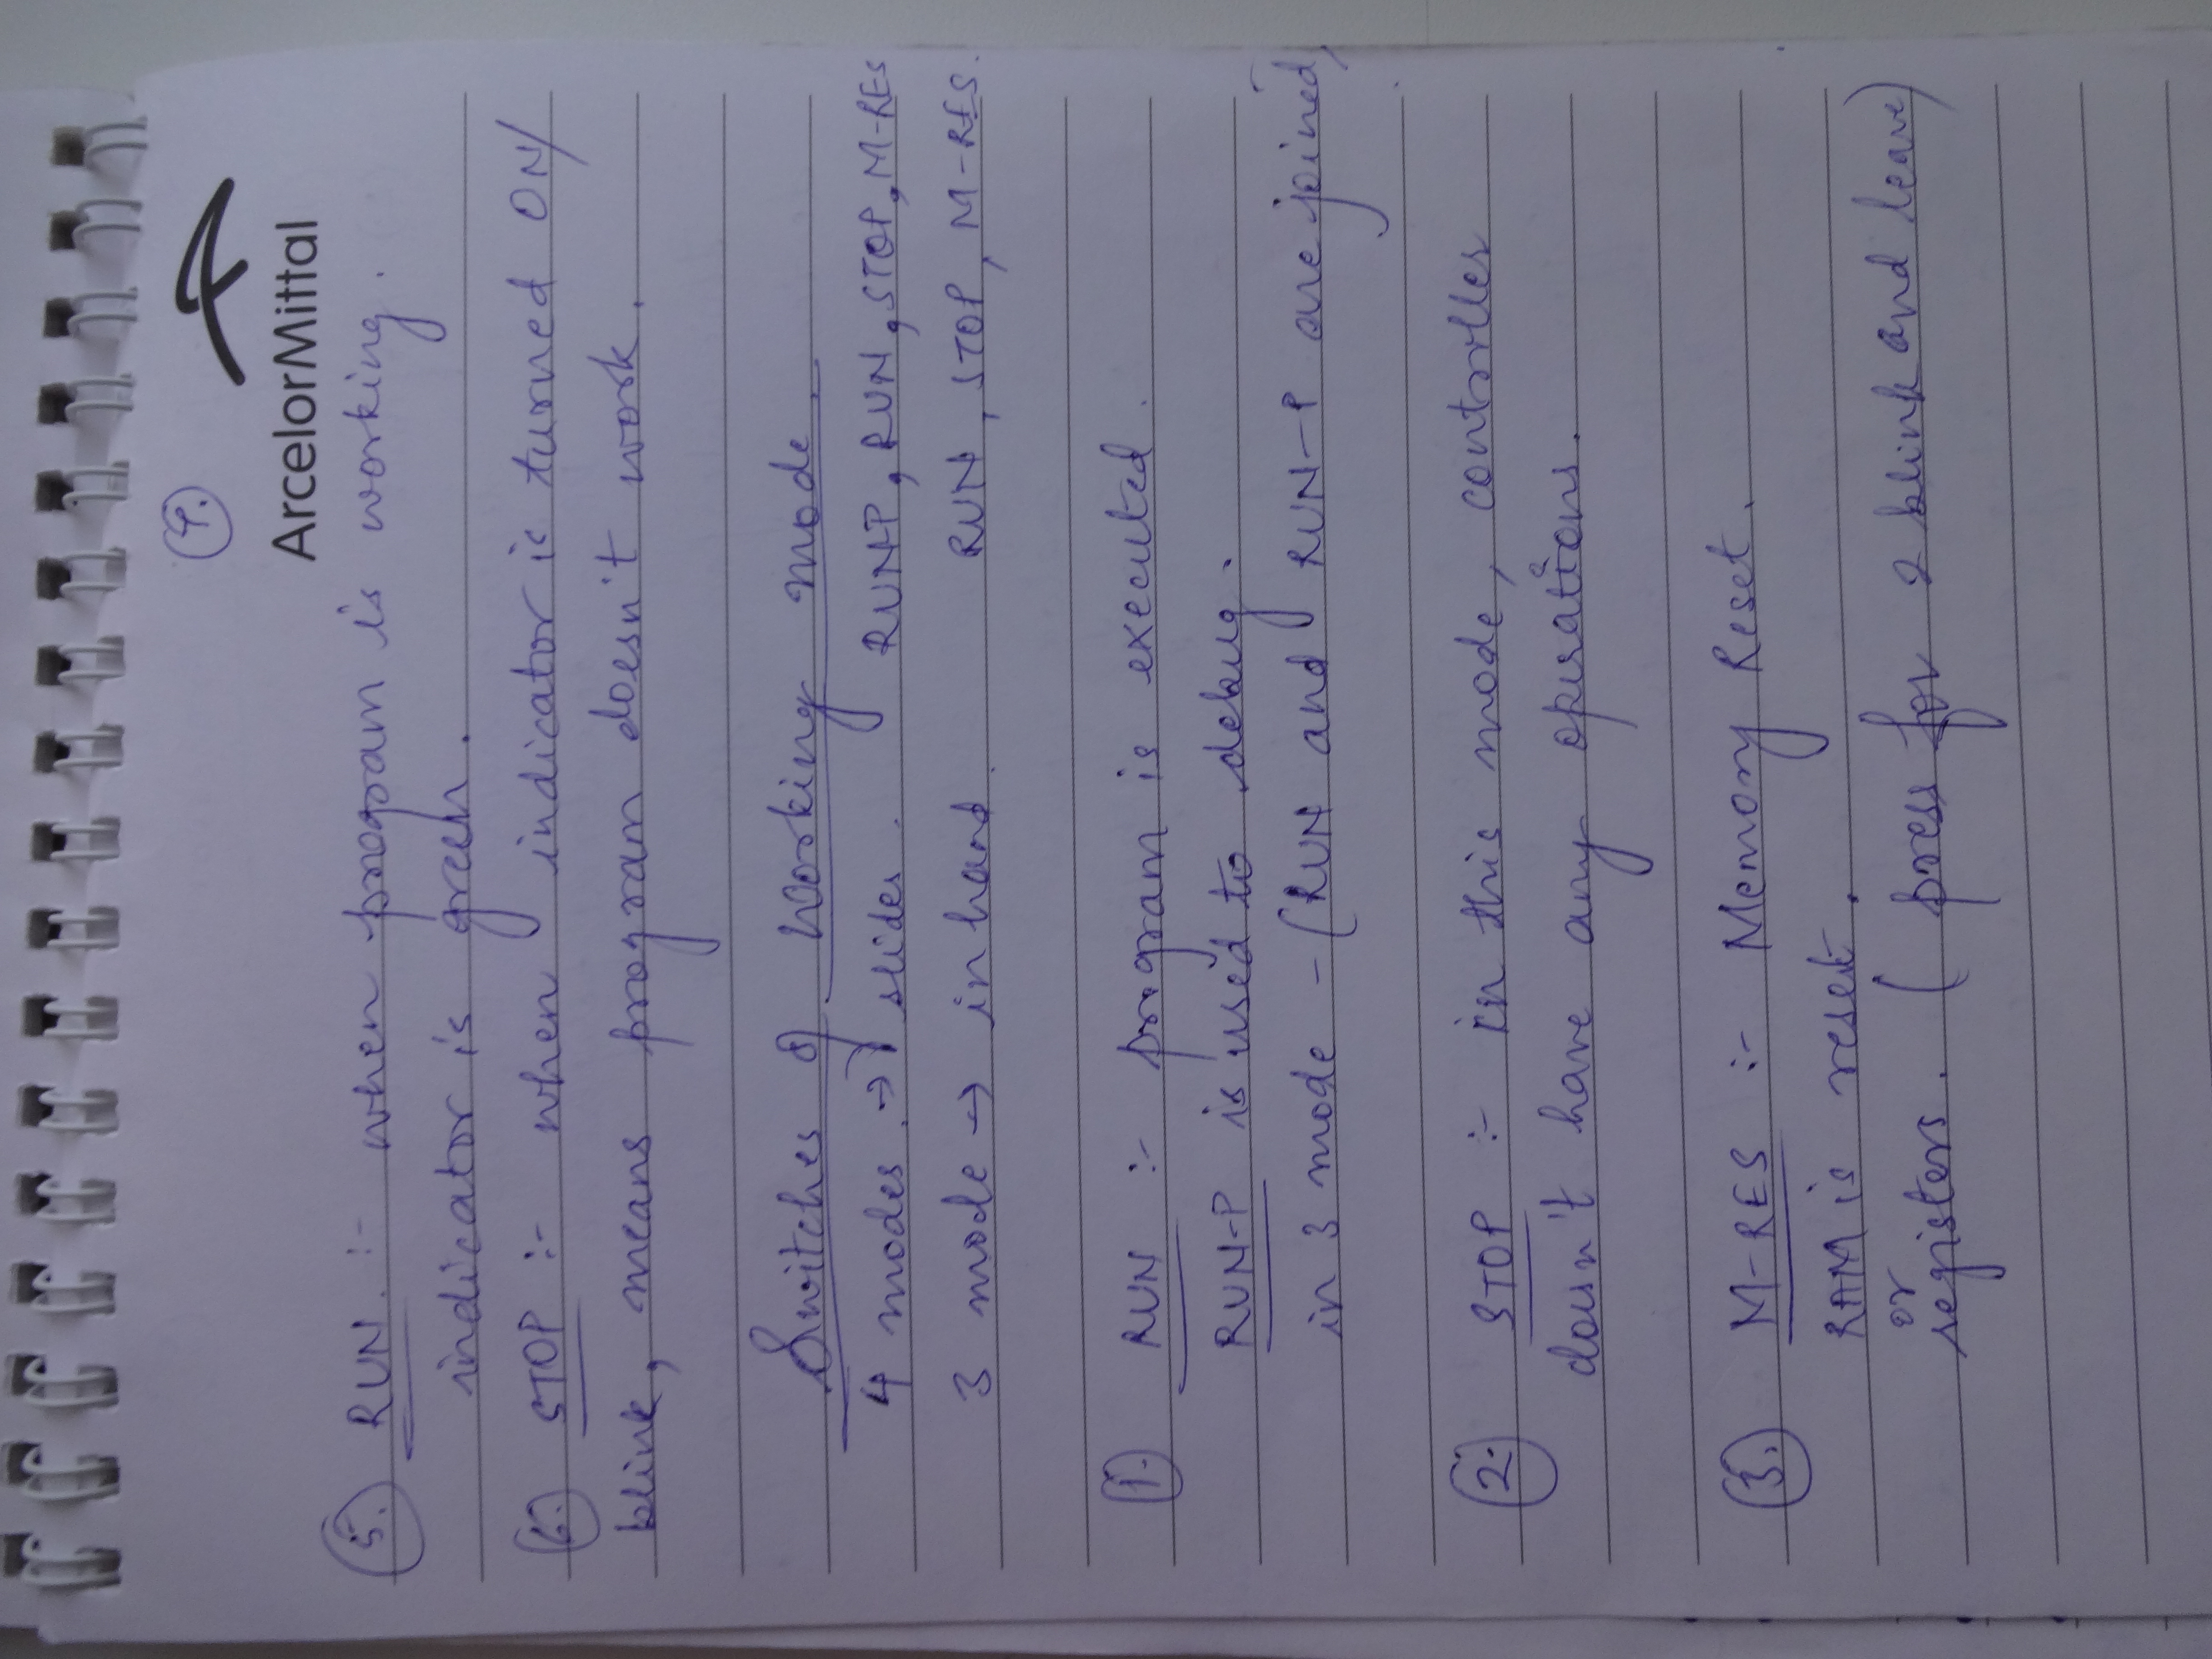 4.
ArcelorMittal
5. RUN :- when program is working.
indicator is green.
6. STOP :- when indicator is turned ON/
blink, means program doesn't work.
Switches of working mode.
4 modes. → slides. RUN-P, RUN, STOP, M-RES
3 mode → in hard RUN, STOP, M-RES.
1. RUN :- program is executed.
RUN-P is used to debug.
in 3 mode - (RUN and RUN-P are joined)
2. STOP :- in this mode, controller
doesn't have any operations.
3. M-RES :- Memory Reset.
RAM is reset.
or
registers. (press for 2 blink and leave)